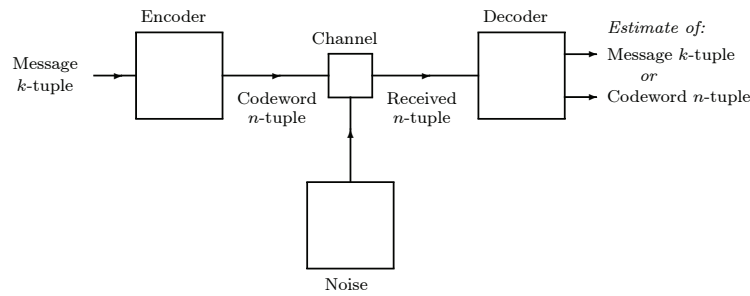 Encoder
Channel
Decoder
Estimate of:
Message
k-tuple
Codeword
n-tuple
Received
n-tuple
Message k-tuple
or
Codeword n-tuple
Noise